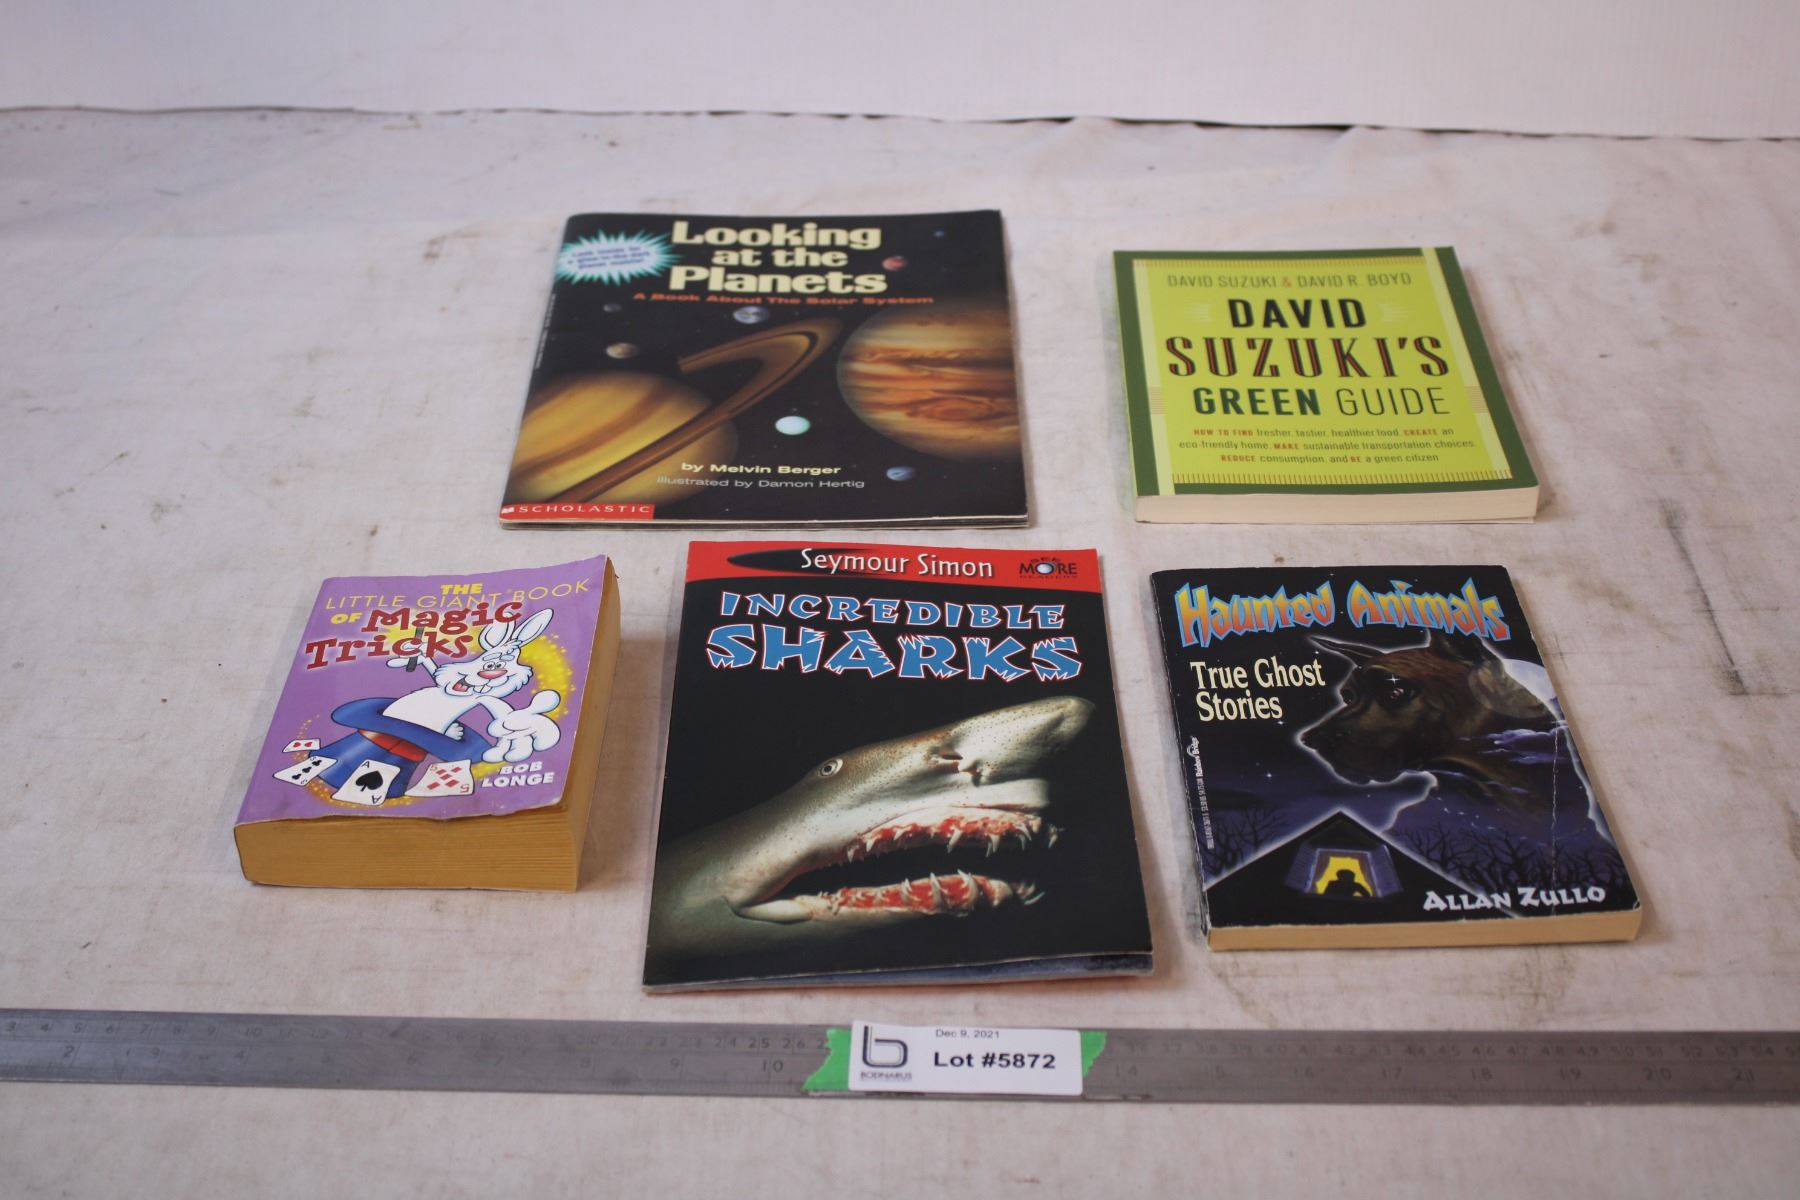 Looking
at the
Planets
A Book About The Solar System
by Melvin Berger
illustrated by Damon Hertig
SCHOLASTIC
DAVID SUZUKI & DAVID R. BOYD
DAVID
SUZUKI'S
GREEN GUIDE
HOW TO FIND fresher, tastier, healthier food, CREATE an
eco-friendly home, MAKE sustainable transportation choices,
REDUCE consumption, and BE a green citizen
THE
LITTLE GIANT BOOK
OF Magic
Tricks
BOB
LONGE
Seymour Simon
SEE
MORE
READERS
INCREDIBLE
SHARKS
Haunted Animals
True Ghost
Stories
ALLAN ZULLO
Dec 9, 2021
Lot #5872
BODNARUS